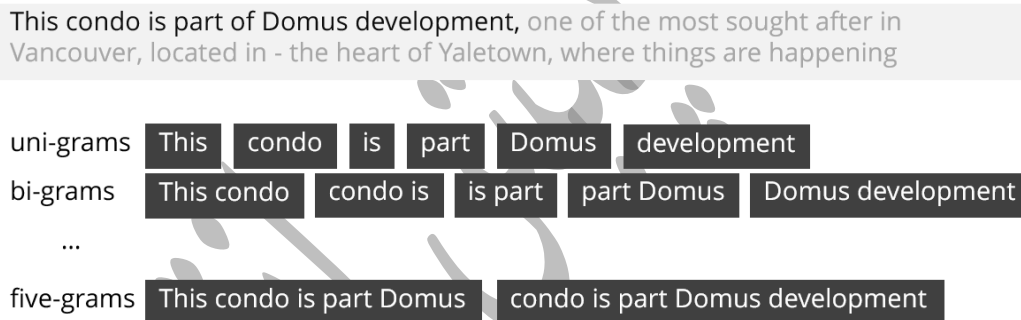 This condo is part of Domus development, one of the most sought after in
Vancouver, located in - the heart of Yaletown, where things are happening
uni-grams This condo is part Domus development
bi-grams This condo condo is is part part Domus Domus development
...
five-grams This condo is part Domus condo is part Domus development